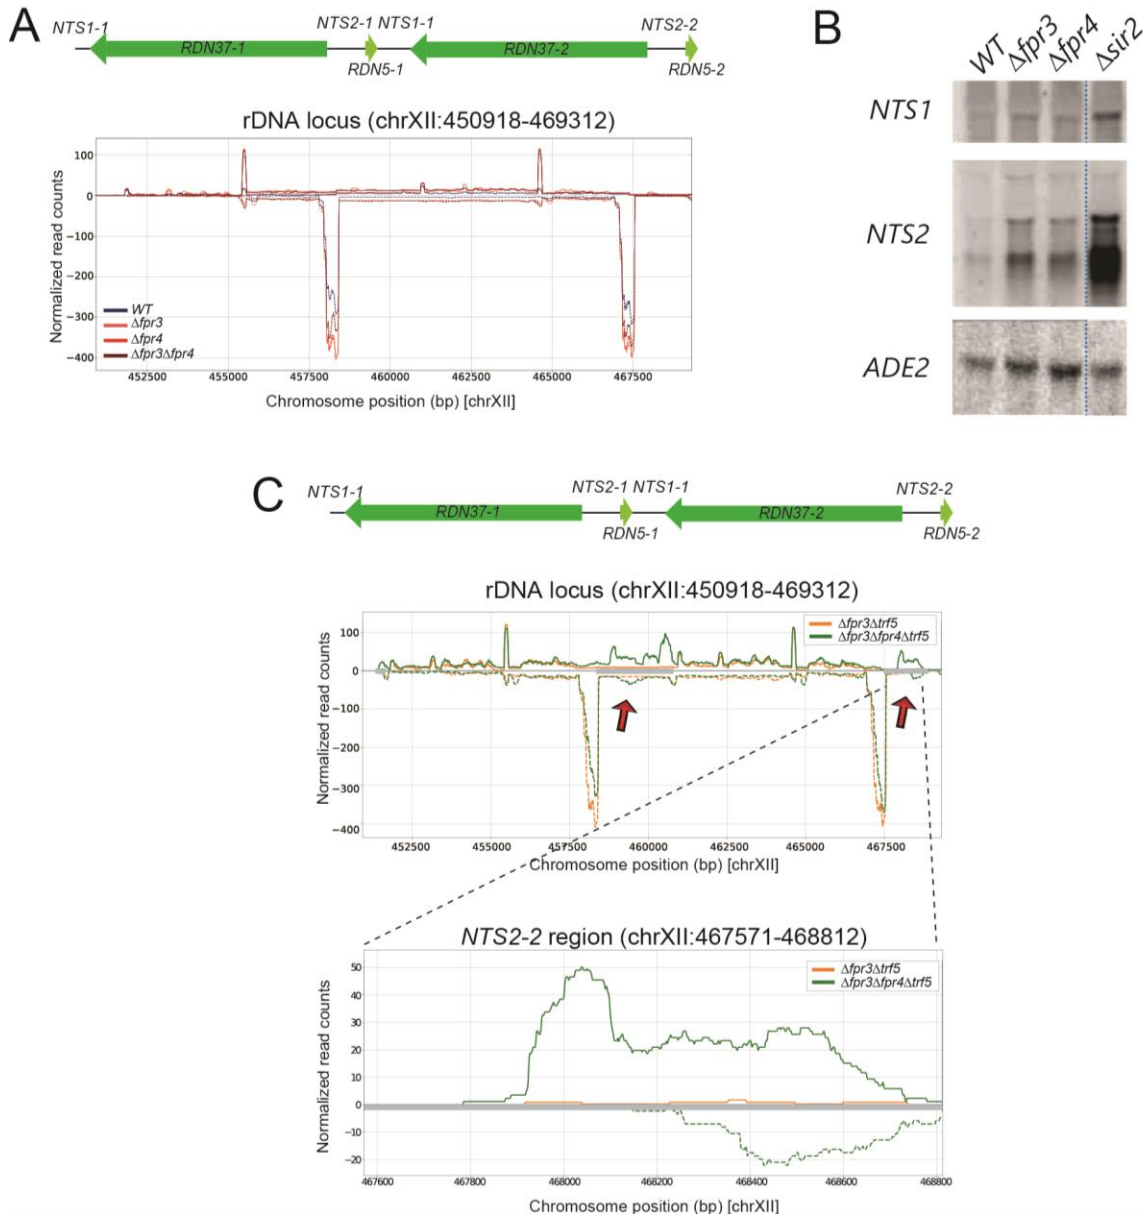 A
NTS1-1
NTS2-1 NTS1-1
NTS2-2
RDN37-1
RDN37-2
RDN5-1
RDN5-2
rDNA locus (chrXII:450918-469312)
Normalized read counts
100
0
−100
−200
−300
−400
WT
Δfpr3
Δfpr4
Δfpr3Δfpr4
452500 455000 457500 460000 462500 465000 467500
Chromosome position (bp) [chrXII]
B
WT Δfpr3 Δfpr4 Δsir2
NTS1
NTS2
ADE2
C
NTS1-1
NTS2-1 NTS1-1
NTS2-2
RDN37-1
RDN37-2
RDN5-1
RDN5-2
rDNA locus (chrXII:450918-469312)
Normalized read counts
100
0
−100
−200
−300
−400
Δfpr3Δtrf5
Δfpr3Δfpr4Δtrf5
452500 455000 457500 460000 462500 465000 467500
Chromosome position (bp) [chrXII]
NTS2-2 region (chrXII:467571-468812)
Normalized read counts
50
40
30
20
10
0
−10
−20
Δfpr3Δtrf5
Δfpr3Δfpr4Δtrf5
467600 467800 468000 468200 468400 468600 468800
Chromosome position (bp) [chrXII]